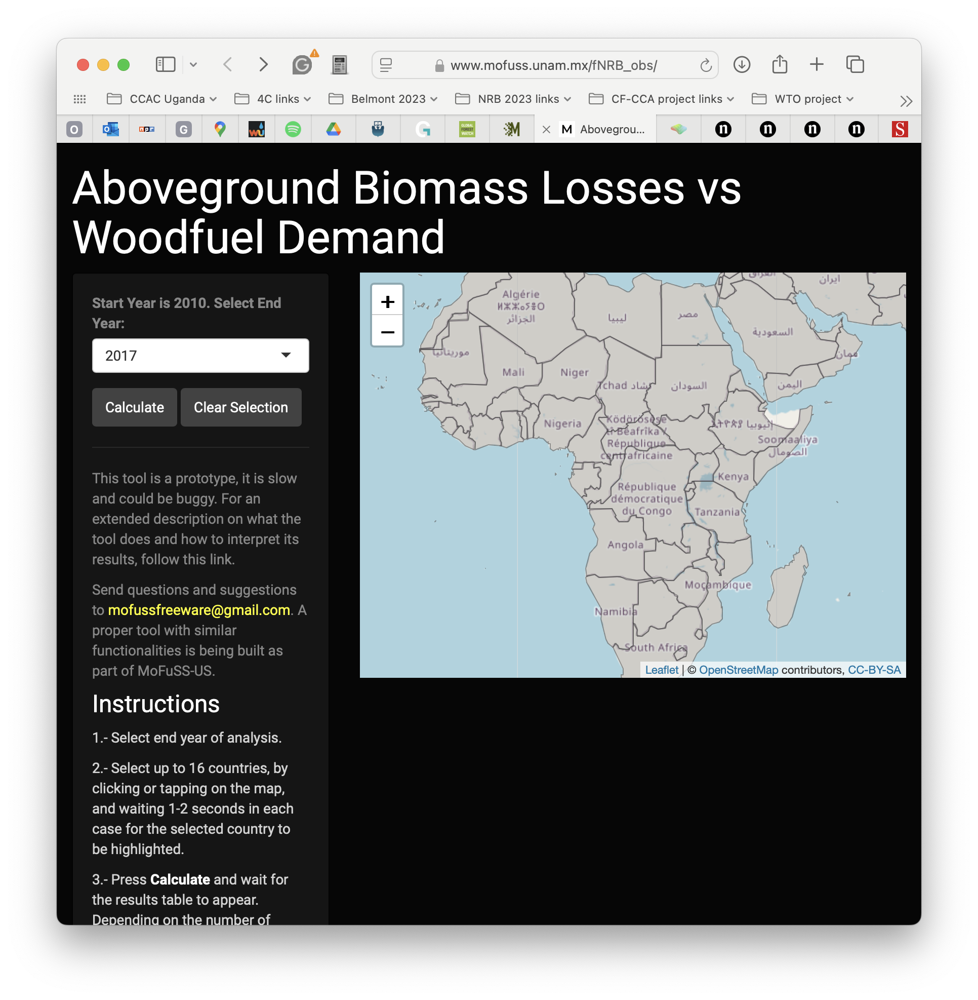 www.mofuss.unam.mx/fNRB_obs/
CCAC Uganda
4C links
Belmont 2023
NRB 2023 links
CF-CCA project links
WTO project
O
O
npr
G
wu
GLOBAL FOREST WATCH
M
M Abovegrou...
n
n
n
n
S
Aboveground Biomass Losses vs
Woodfuel Demand
Start Year is 2010. Select End
Year:
2017
Calculate
Clear Selection
This tool is a prototype, it is slow
and could be buggy. For an
extended description on what the
tool does and how to interpret its
results, follow this link.
Send questions and suggestions
to mofussfreeware@gmail.com. A
proper tool with similar
functionalities is being built as
part of MoFuSS-US.
Instructions
1.- Select end year of analysis.
2.- Select up to 16 countries, by
clicking or tapping on the map,
and waiting 1-2 seconds in each
case for the selected country to
be highlighted.
3.- Press Calculate and wait for
the results table to appear.
Depending on the number of
+
−
العراق
ايران
Algérie
ⵍⵣⵣⴰⵢⴻⵔ
الجزائر
ليبيا
مصر
السعودية
عمان
موريتانيا
Mali
Niger
Tchad تشاد
السودان
اليمن
Nigeria
Ködörösêse
tî Bêafrîka /
République
centrafricaine
ኢትዮጵያ إثيوبيا
Soomaaliya
الصومال
Kenya
République
démocratique
du Congo
Tanzania
Angola
Moçambique
Namibia
South Africa
Leaflet | © OpenStreetMap contributors, CC-BY-SA